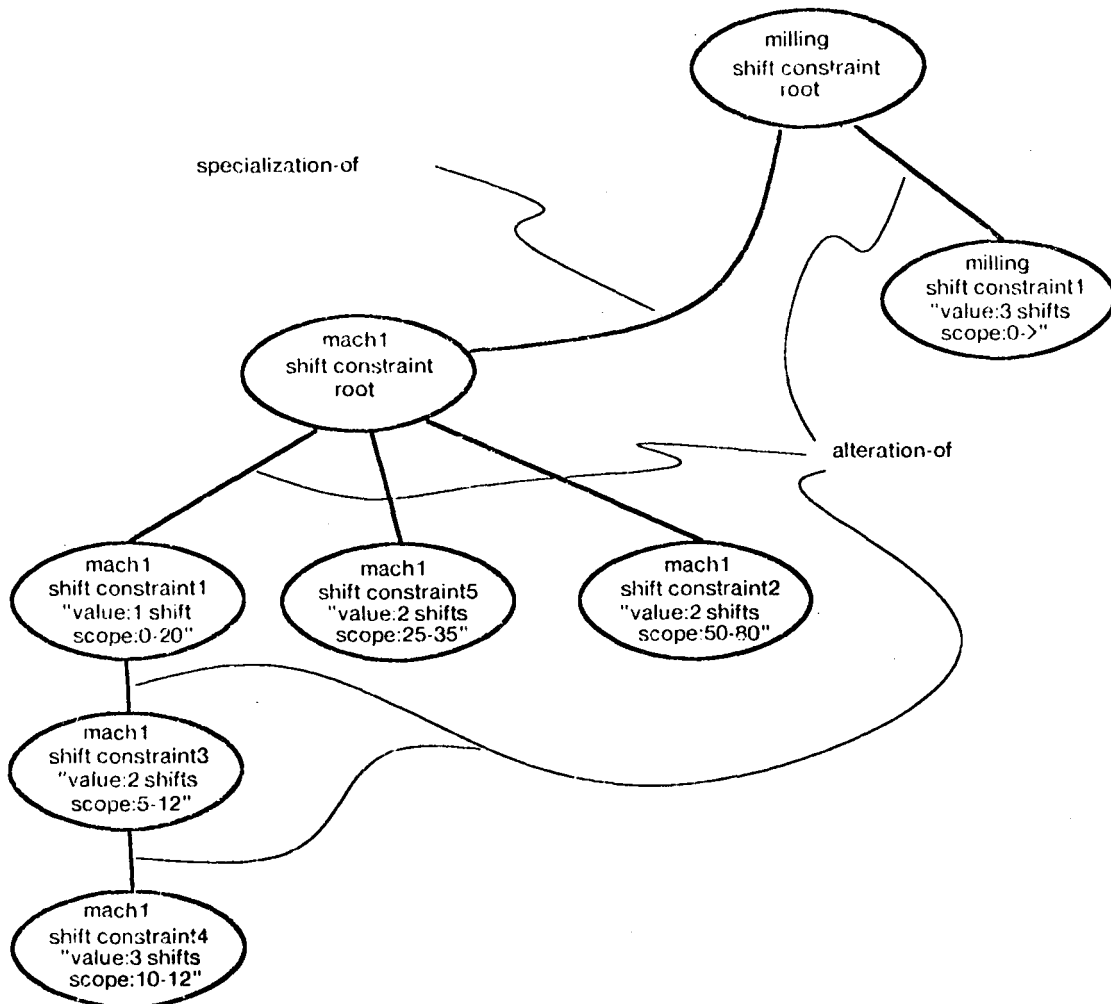 milling
shift constraint
root
specialization-of
milling
shift constraint1
"value:3 shifts
scope:0->"
mach1
shift constraint
root
alteration-of
mach1
shift constraint1
"value:1 shift
scope:0-20"
mach1
shift constraint5
"value:2 shifts
scope:25-35"
mach1
shift constraint2
"value:2 shifts
scope:50-80"
mach1
shift constraint3
"value:2 shifts
scope:5-12"
mach1
shift constraint4
"value:3 shifts
scope:10-12"